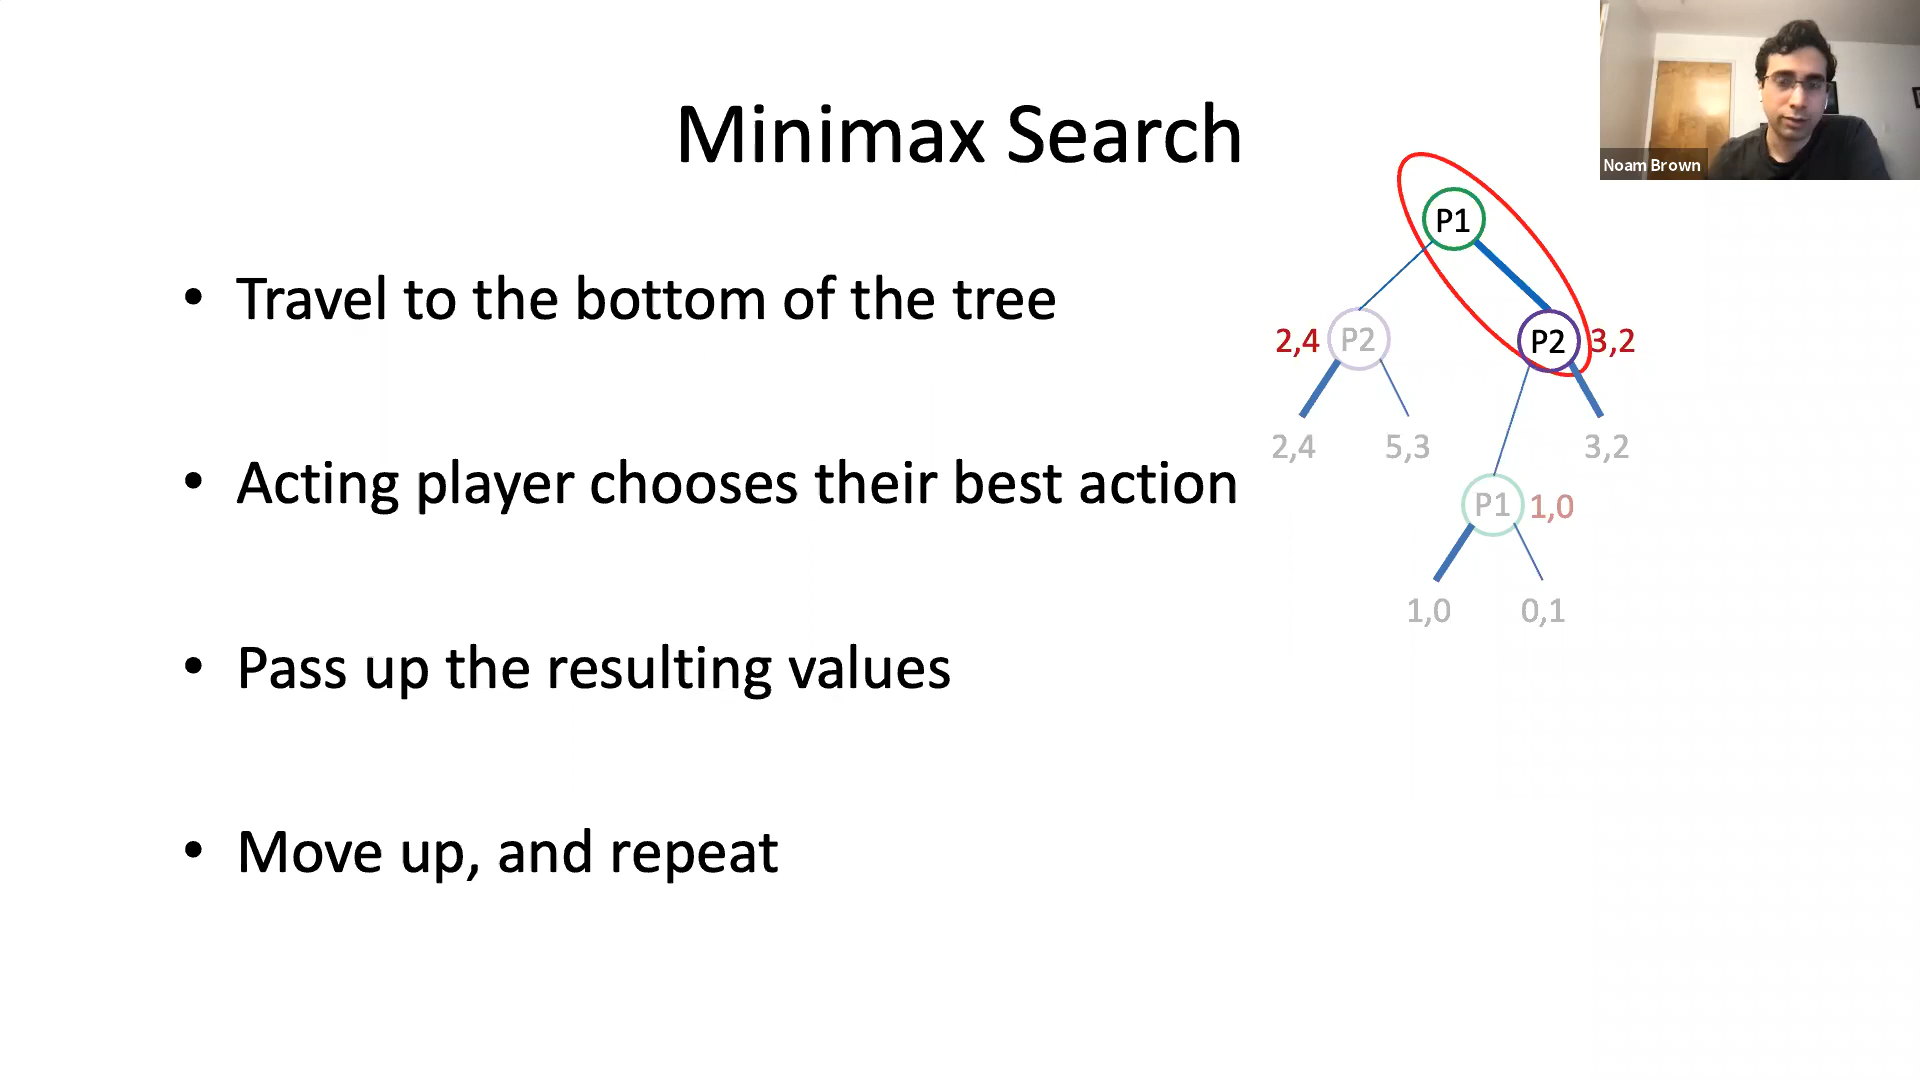 Minimax Search
• Travel to the bottom of the tree
• Acting player chooses their best action
• Pass up the resulting values
• Move up, and repeat
P1
2,4 P2
P2 3,2
2,4 5,3 3,2
P1 1,0
1,0 0,1
Noam Brown